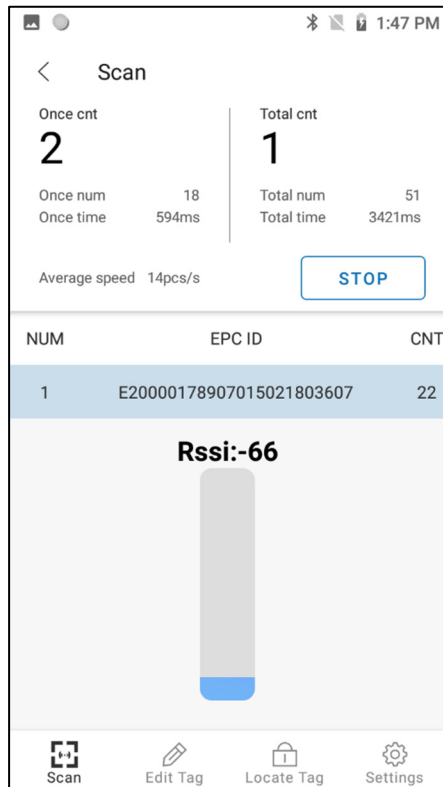 1:47 PM
Scan
Once cnt
2
Once num 18
Once time 594ms
Total cnt
1
Total num 51
Total time 3421ms
Average speed 14pcs/s
STOP
NUM EPC ID CNT
1 E20000178907015021803607 22
Rssi:-66
Scan Edit Tag Locate Tag Settings